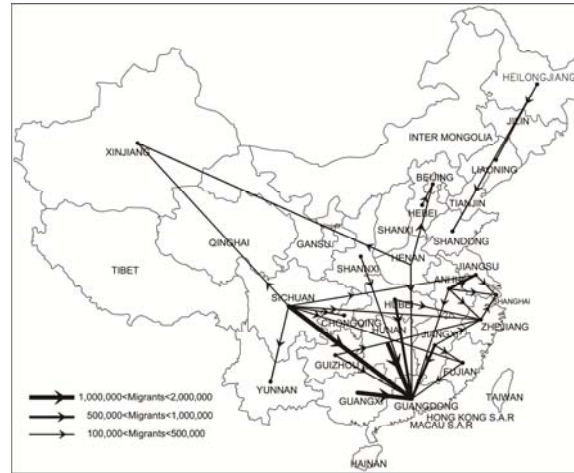 HEILONGJIANG
JILIN
INTER MONGOLIA
XINJIANG
LIAONING
BEIJING
TIANJIN
HEBEI
SHANXI
SHANDONG
QINGHAI
GANSU
HENAN
SHANNXI
TIBET
JIANGSU
ANHUI
SICHUAN
SHANGHAI
HUBEI
CHONGQING
ZHEJIANG
HUNAN
JIANGXI
GUIZHOU
FUJIAN
YUNNAN
1,000,000<Migrants<2,000,000
GUANGXI
GUANGDONG
TAIWAN
500,000<Migrants<1,000,000
HONG KONG S.A.R
MACAU S.A.R
100,000<Migrants<500,000
HAINAN